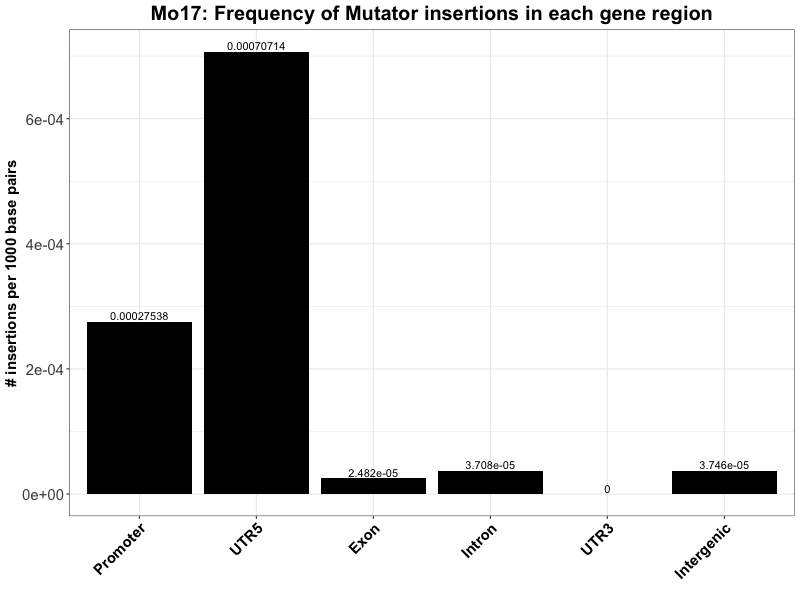 Mo17: Frequency of Mutator insertions in each gene region
# insertions per 1000 base pairs
6e-04
4e-04
2e-04
0e+00
0.00027538
0.00070714
2.482e-05
3.708e-05
0
3.746e-05
Promoter
UTR5
Exon
Intron
UTR3
Intergenic